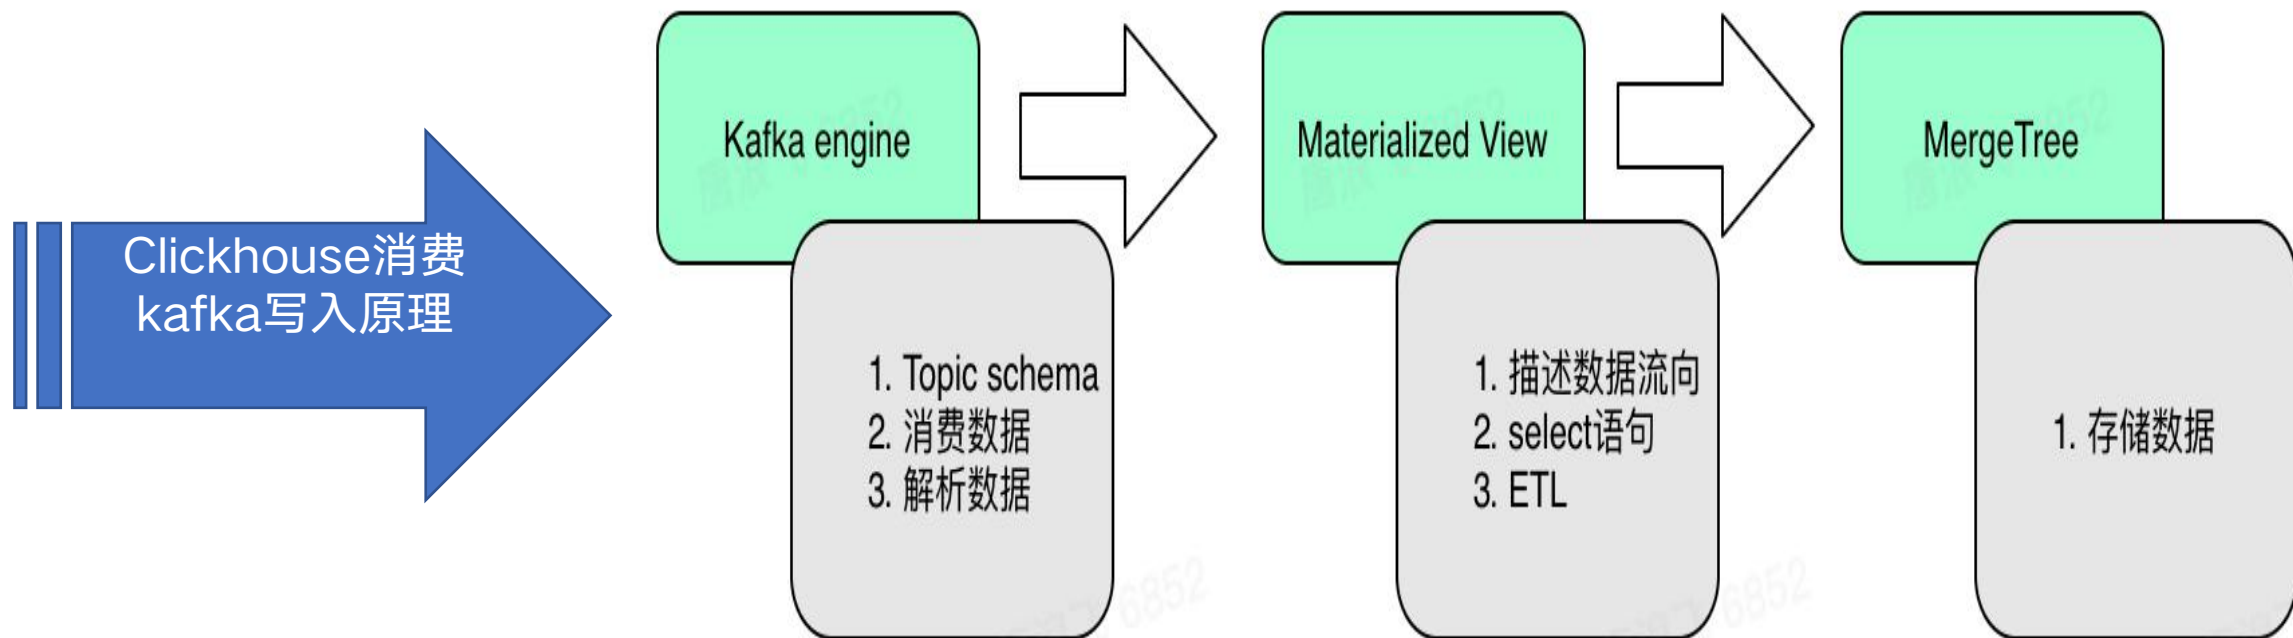 Clickhouse消费
kafka写入原理
Kafka engine
1. Topic schema
2. 消费数据
3. 解析数据
Materialized View
1. 描述数据流向
2. select语句
3. ETL
MergeTree
1. 存储数据
6852
6852